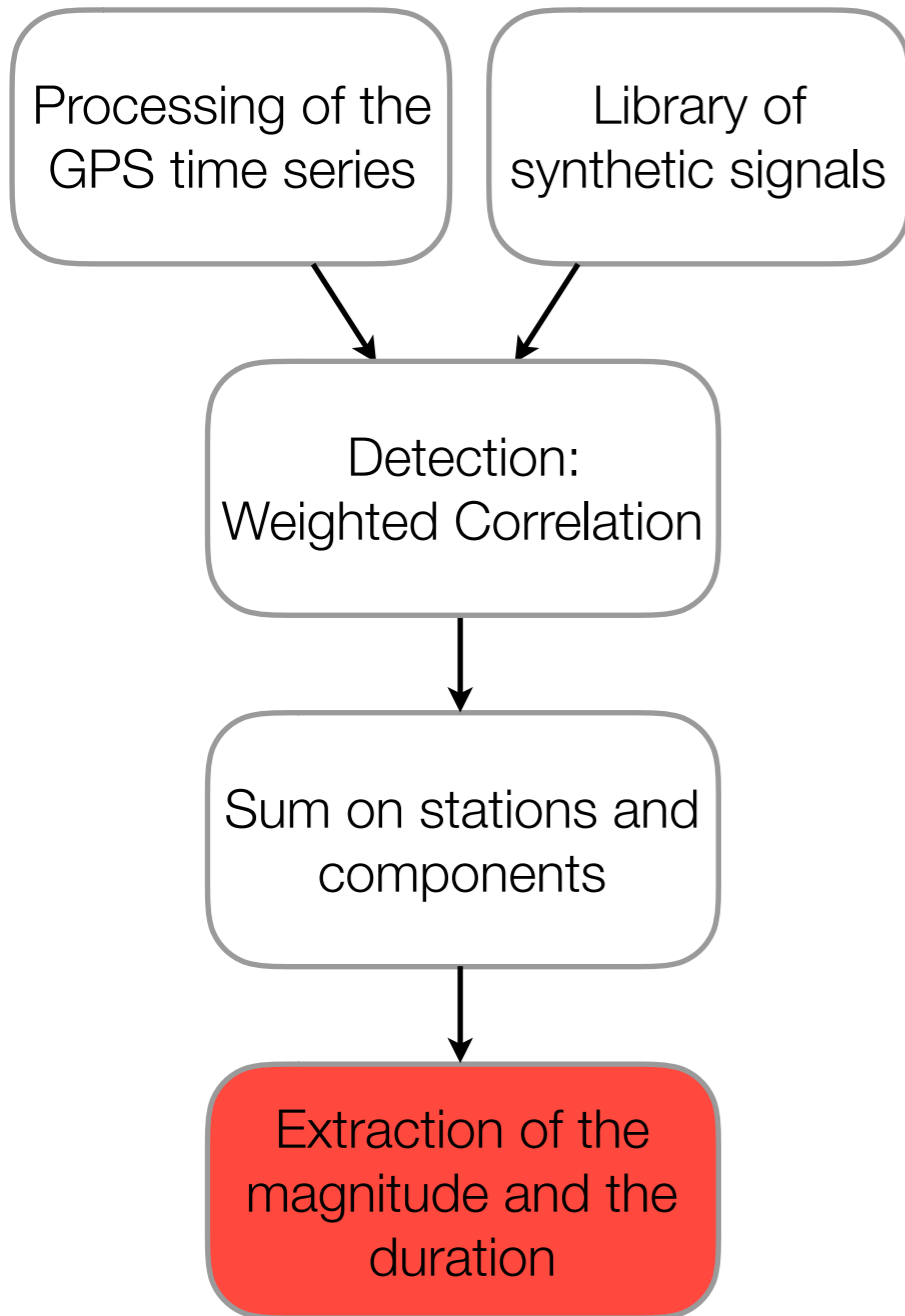 Processing of the
GPS time series
Library of
synthetic signals
Detection:
Weighted Correlation
Sum on stations and
components
Extraction of the
magnitude and the
duration